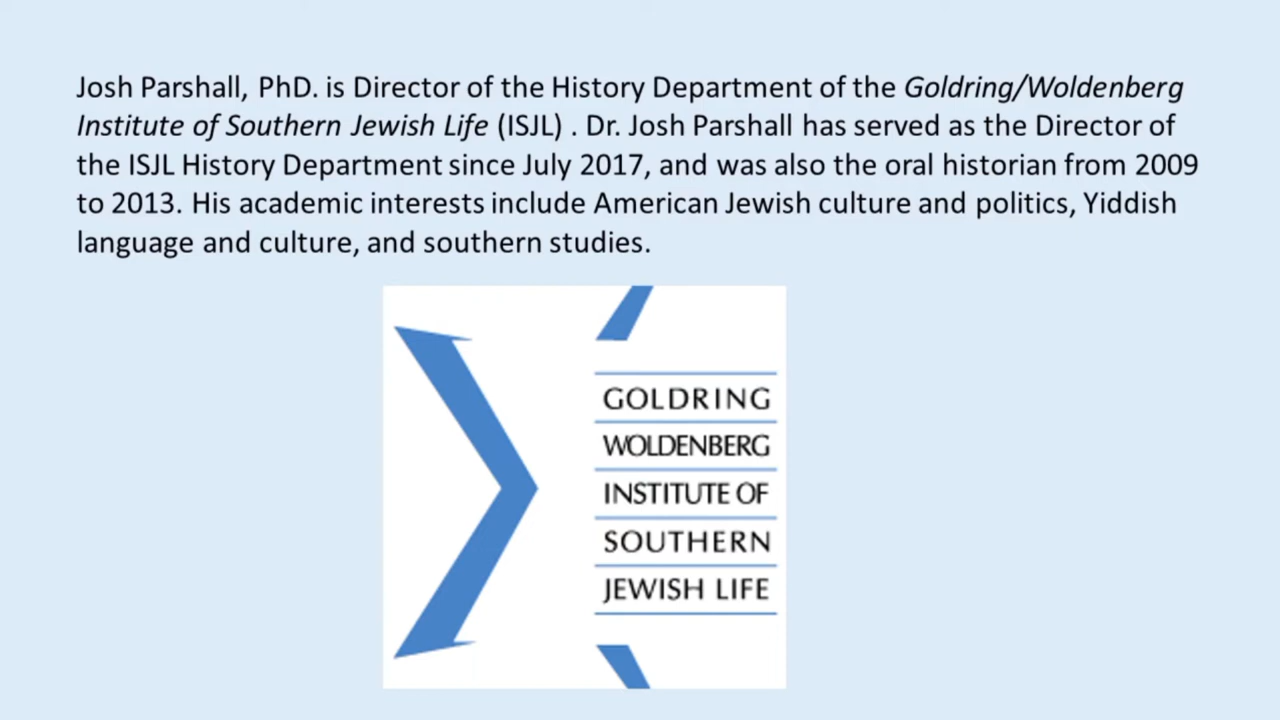 Josh Parshall, PhD. is Director of the History Department of the Goldring/Woldenberg
Institute of Southern Jewish Life (ISJL) . Dr. Josh Parshall has served as the Director of
the ISJL History Department since July 2017, and was also the oral historian from 2009
to 2013. His academic interests include American Jewish culture and politics, Yiddish
language and culture, and southern studies.
GOLDRING
WOLDENBERG
INSTITUTE OF
SOUTHERN
JEWISH LIFE